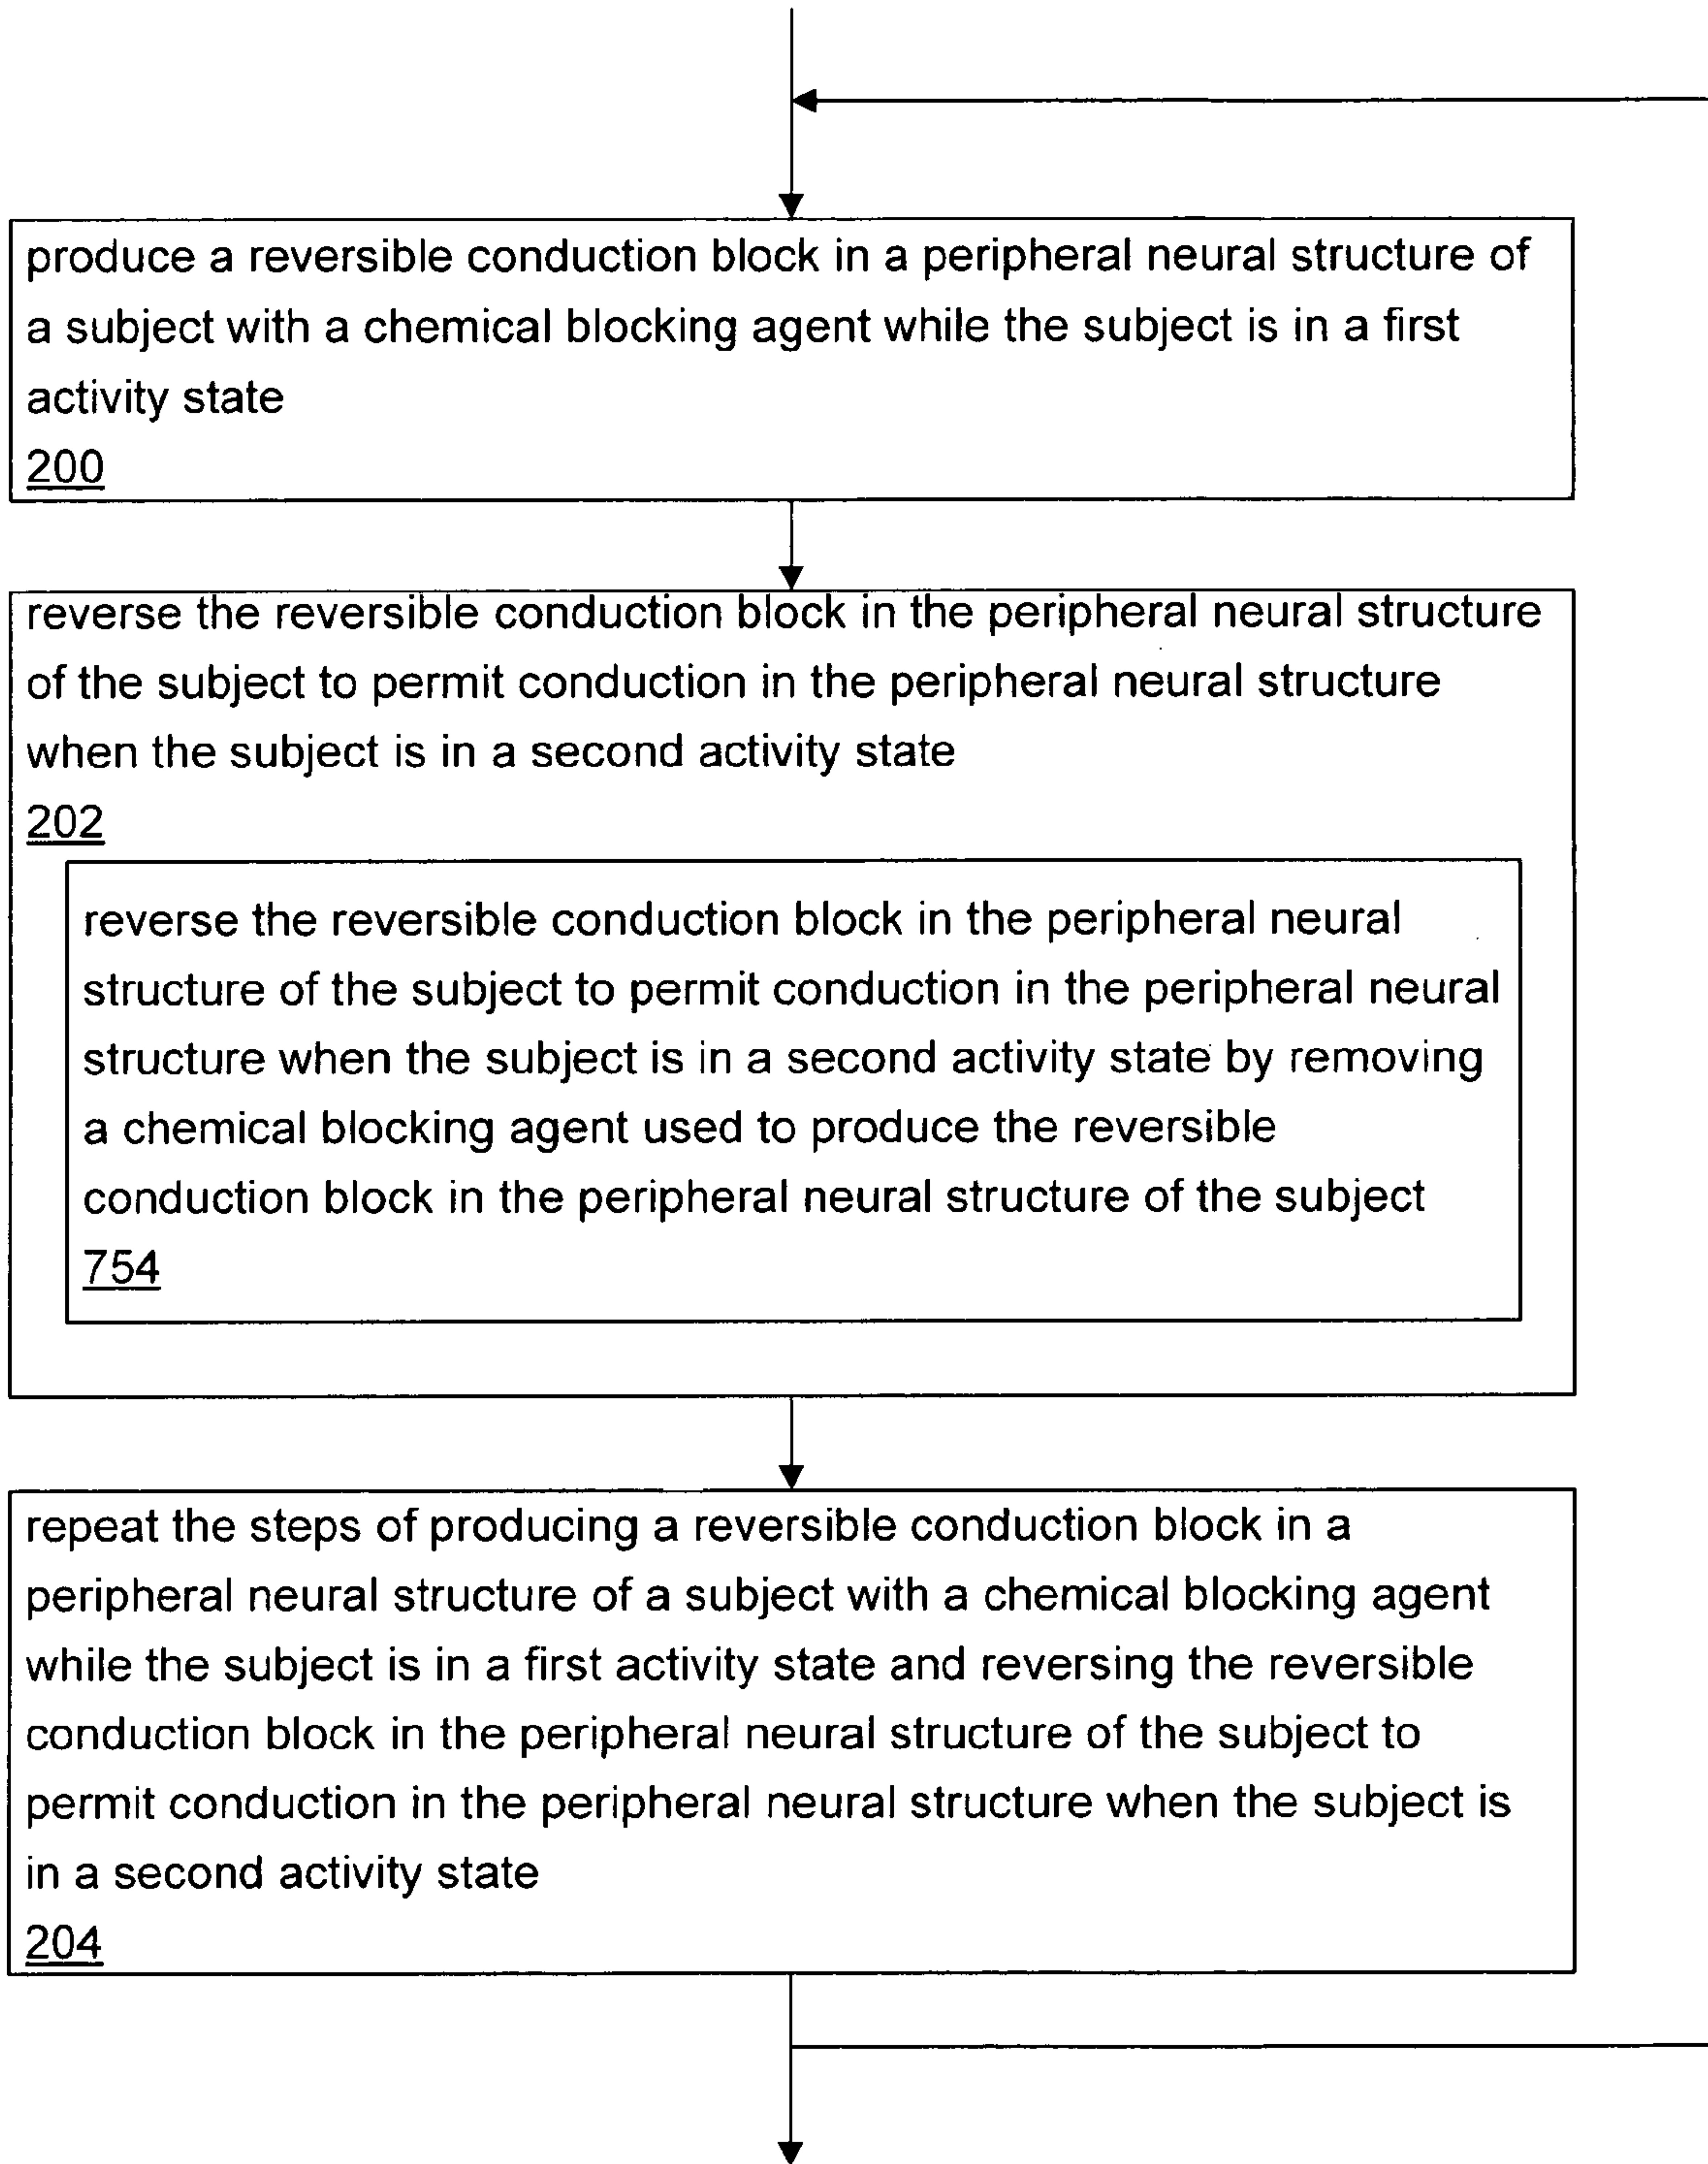 produce a reversible conduction block in a peripheral neural structure of
a subject with a chemical blocking agent while the subject is in a first
activity state
200
reverse the reversible conduction block in the peripheral neural structure
of the subject to permit conduction in the peripheral neural structure
when the subject is in a second activity state
202
reverse the reversible conduction block in the peripheral neural
structure of the subject to permit conduction in the peripheral neural
structure when the subject is in a second activity state by removing
a chemical blocking agent used to produce the reversible
conduction block in the peripheral neural structure of the subject
754
repeat the steps of producing a reversible conduction block in a
peripheral neural structure of a subject with a chemical blocking agent
while the subject is in a first activity state and reversing the reversible
conduction block in the peripheral neural structure of the subject to
permit conduction in the peripheral neural structure when the subject is
in a second activity state
204